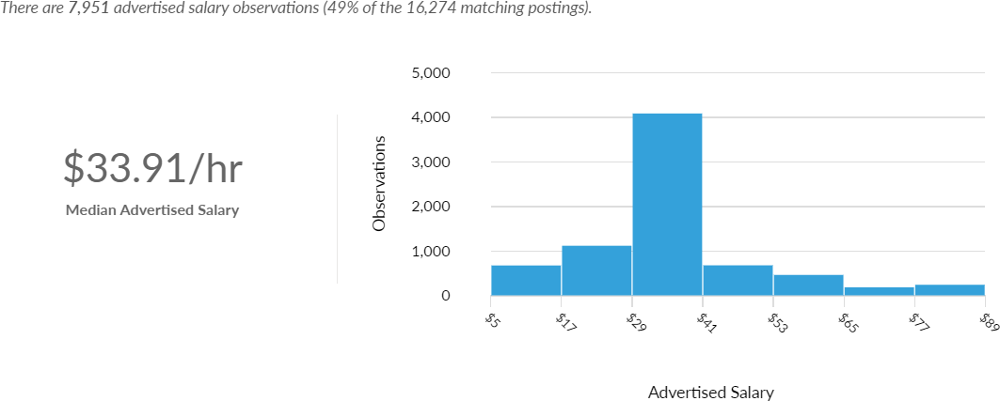 There are 7,951 advertised salary observations (49% of the 16,274 matching postings).
$33.91/hr
Median Advertised Salary
Observations
5,000
4,000
3,000
2,000
1,000
0
$5
$17
$29
$41
$53
$65
$77
$89
Advertised Salary